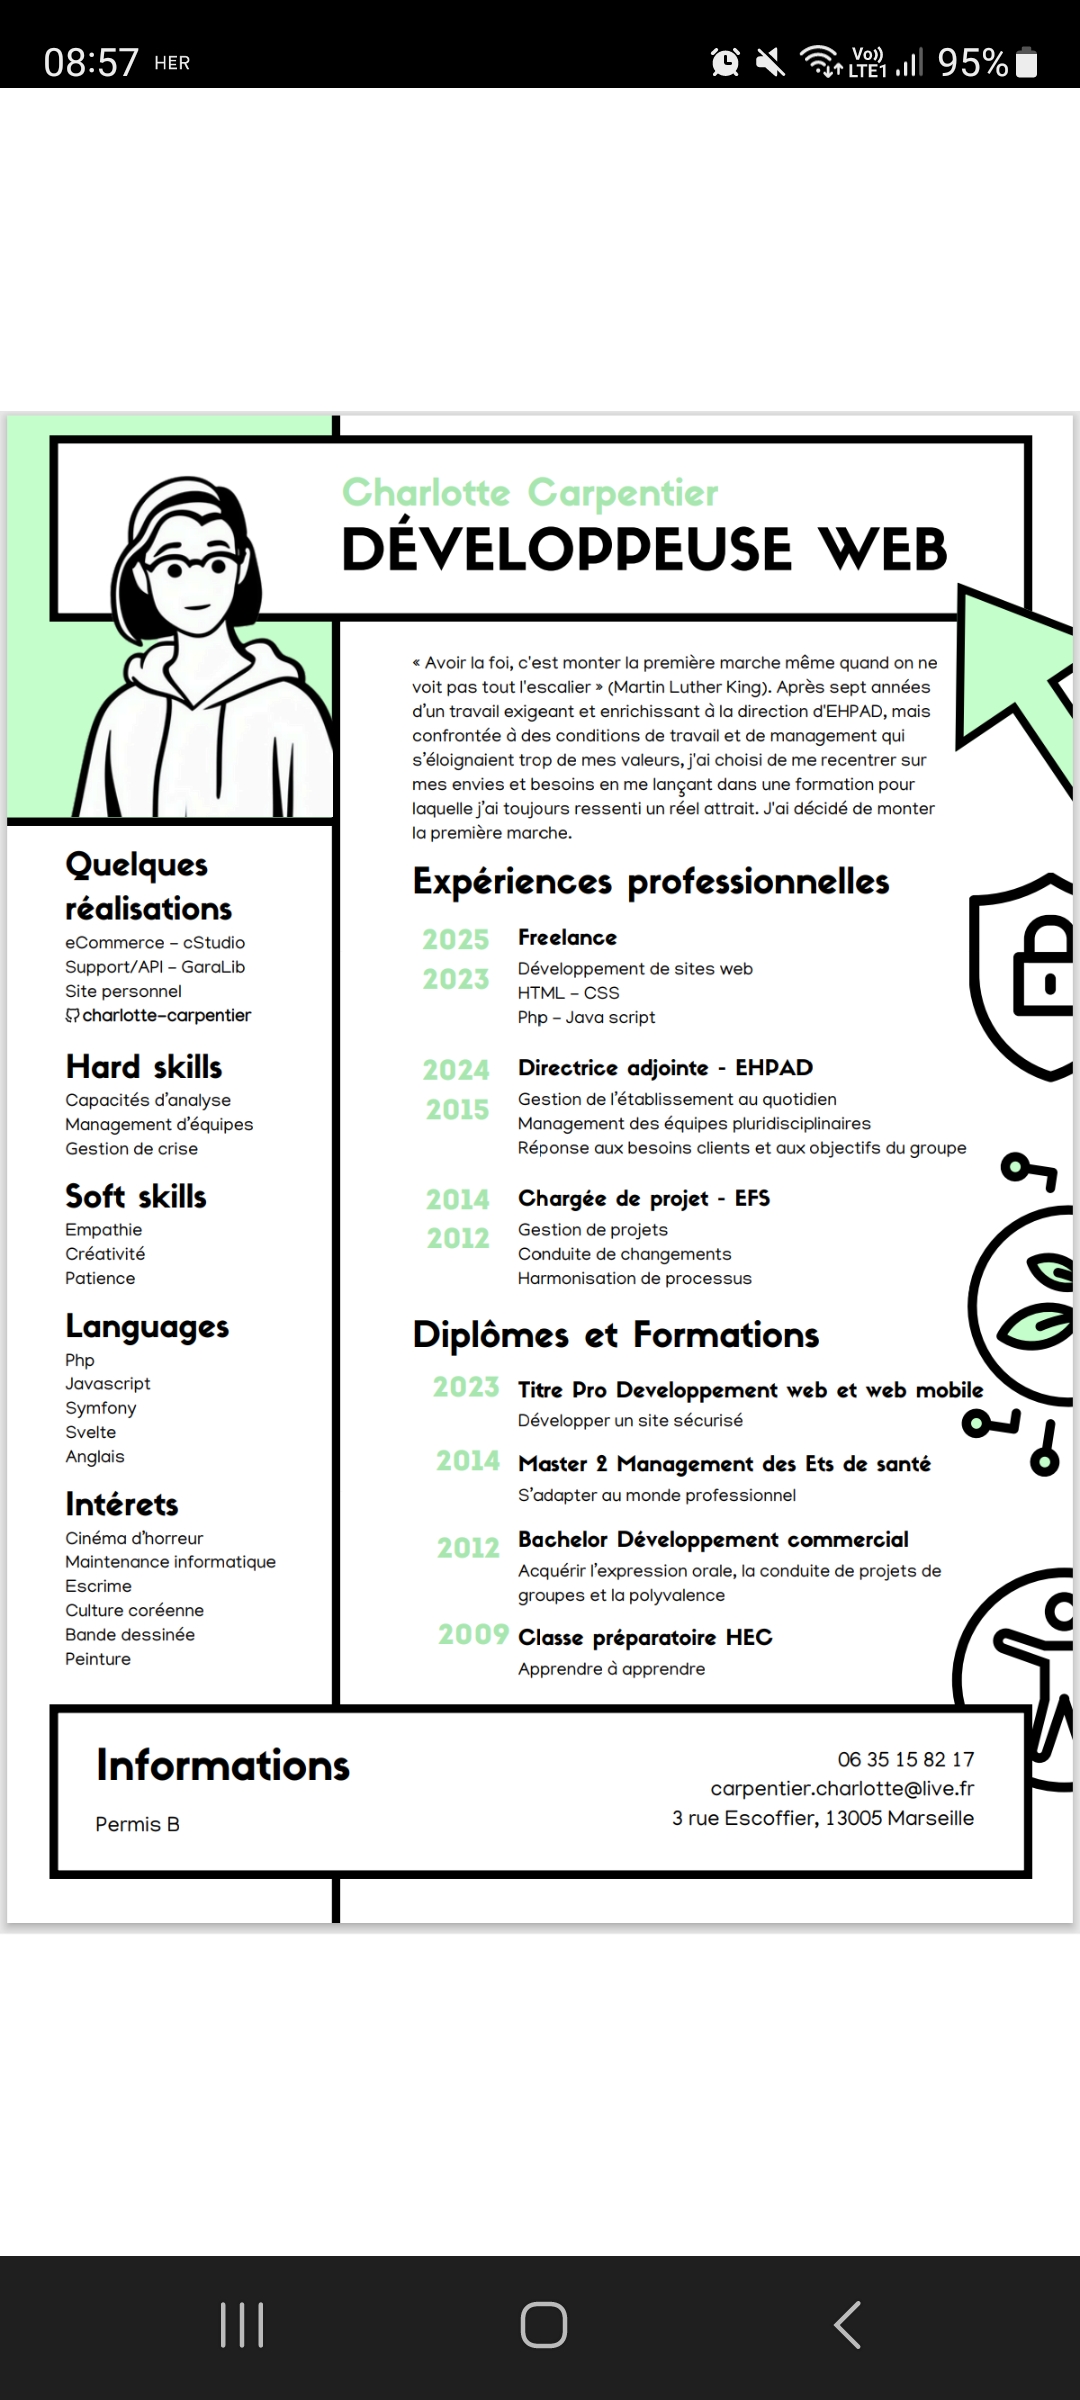 08:57 HER
Vo)) LTE1 95%
Charlotte Carpentier
DÉVELOPPEUSE WEB
« Avoir la foi, c'est monter la première marche même quand on ne
voit pas tout l'escalier » (Martin Luther King). Après sept années
d'un travail exigeant et enrichissant à la direction d'EHPAD, mais
confrontée à des conditions de travail et de management qui
s'éloignaient trop de mes valeurs, j'ai choisi de me recentrer sur
mes envies et besoins en me lançant dans une formation pour
laquelle j'ai toujours ressenti un réel attrait. J'ai décidé de monter
la première marche.
Quelques
réalisations
eCommerce – cStudio
Support/API – GaraLib
Site personnel
charlotte-carpentier
Hard skills
Capacités d'analyse
Management d'équipes
Gestion de crise
Soft skills
Empathie
Créativité
Patience
Languages
Php
Javascript
Symfony
Svelte
Anglais
Intérets
Cinéma d'horreur
Maintenance informatique
Escrime
Culture coréenne
Bande dessinée
Peinture
Expériences professionnelles
2025 Freelance
2023 Développement de sites web
HTML – CSS
Php – Java script
2024 Directrice adjointe - EHPAD
2015 Gestion de l'établissement au quotidien
Management des équipes pluridisciplinaires
Réponse aux besoins clients et aux objectifs du groupe
2014 Chargée de projet - EFS
2012 Gestion de projets
Conduite de changements
Harmonisation de processus
Diplômes et Formations
2023 Titre Pro Developpement web et web mobile
Développer un site sécurisé
2014 Master 2 Management des Ets de santé
S'adapter au monde professionnel
2012 Bachelor Développement commercial
Acquérir l'expression orale, la conduite de projets de
groupes et la polyvalence
2009 Classe préparatoire HEC
Apprendre à apprendre
Informations
Permis B
06 35 15 82 17
carpentier.charlotte@live.fr
3 rue Escoffier, 13005 Marseille